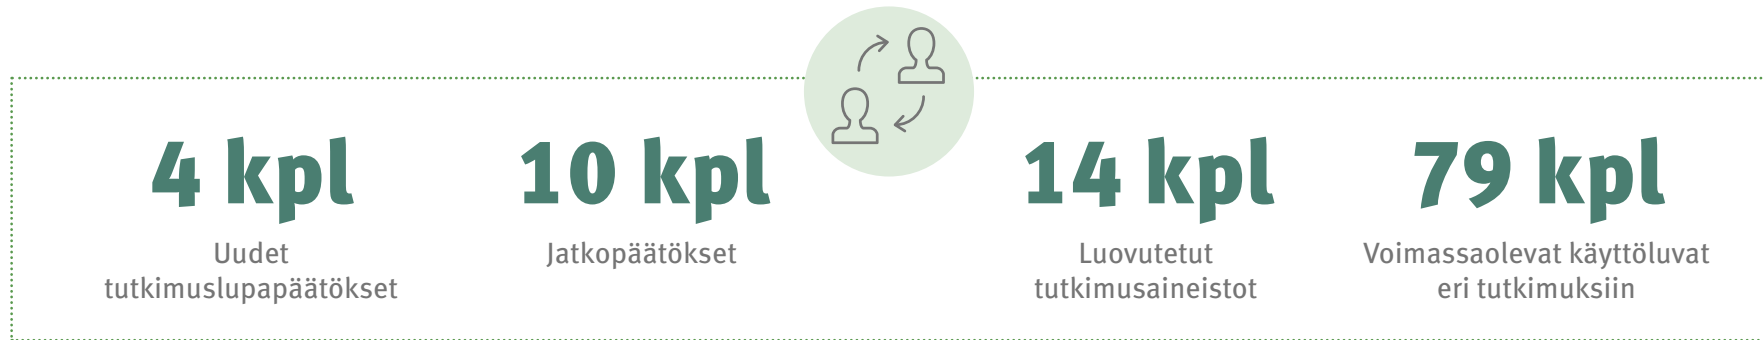 4 kpl
Uudet
tutkimuslupapäätökset
10 kpl
Jatkopäätökset
14 kpl
Luovutetut
tutkimusaineistot
79 kpl
Voimassaolevat käyttöluvat
eri tutkimuksiin